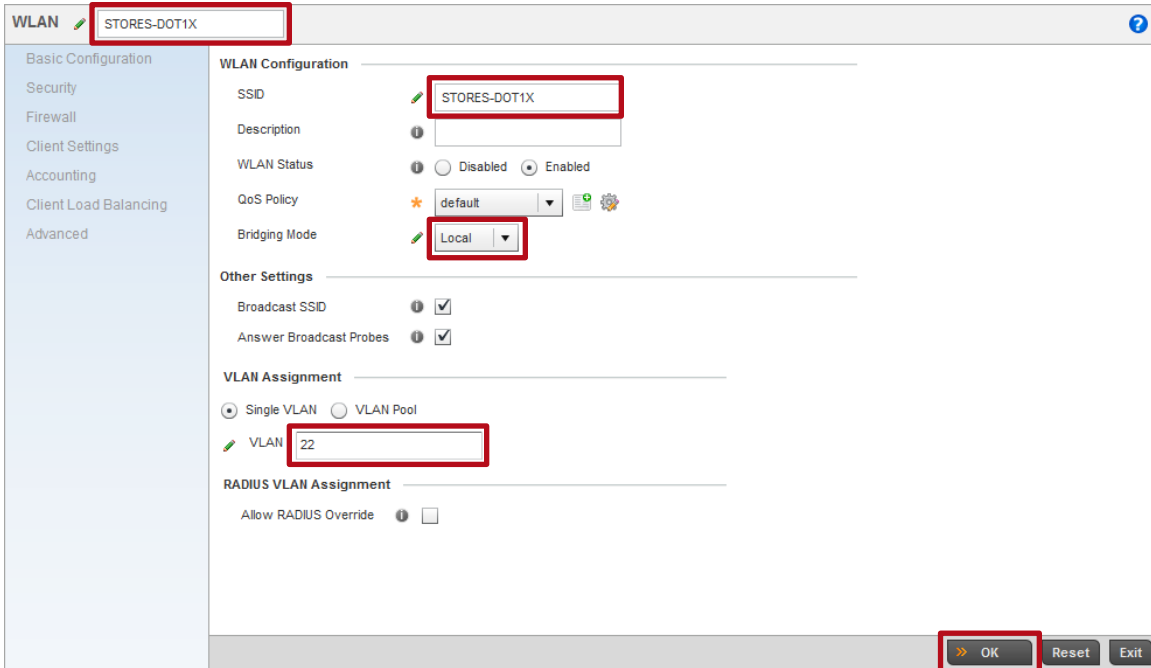 WLAN STORES-DOT1X ?
Basic Configuration
Security
Firewall
Client Settings
Accounting
Client Load Balancing
Advanced
WLAN Configuration
SSID STORES-DOT1X
Description
WLAN Status Disabled Enabled
QoS Policy default
Bridging Mode Local
Other Settings
Broadcast SSID
Answer Broadcast Probes
VLAN Assignment
Single VLAN VLAN Pool
VLAN 22
RADIUS VLAN Assignment
Allow RADIUS Override
» OK Reset Exit